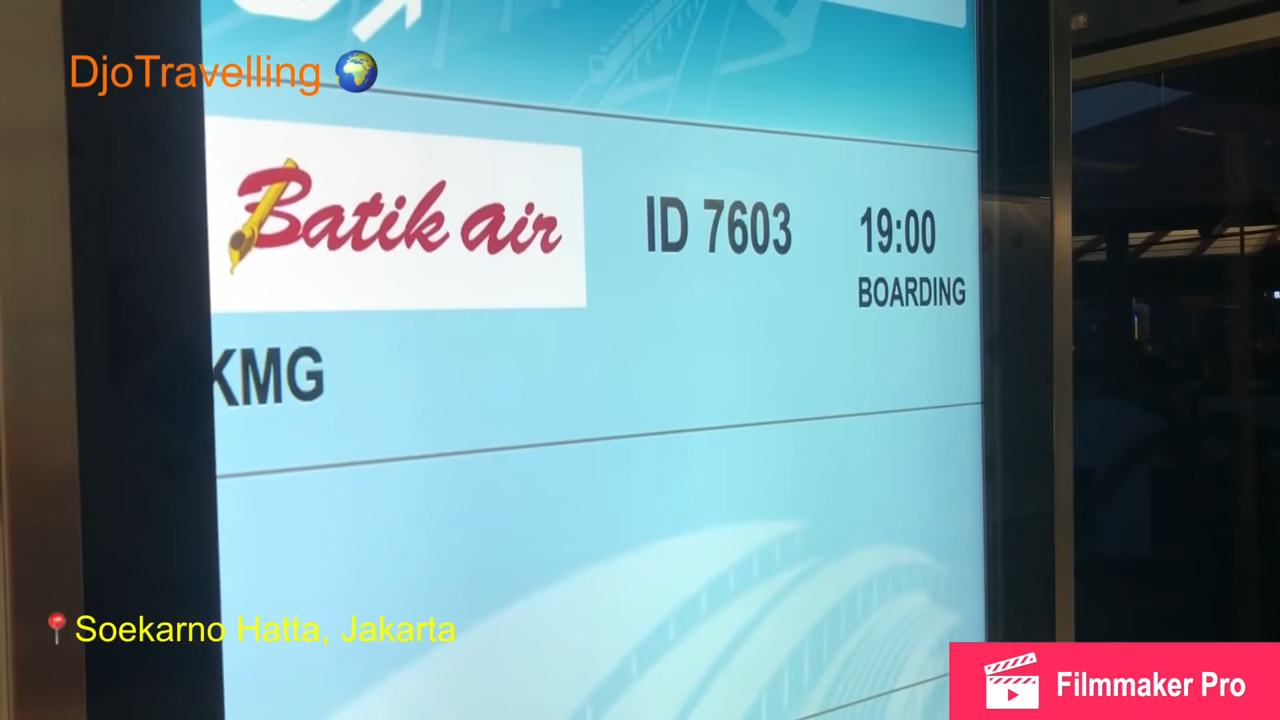 DjoTravelling
Batik air
ID 7603
19:00
BOARDING
KMG
Soekarno Hatta, Jakarta
Filmmaker Pro